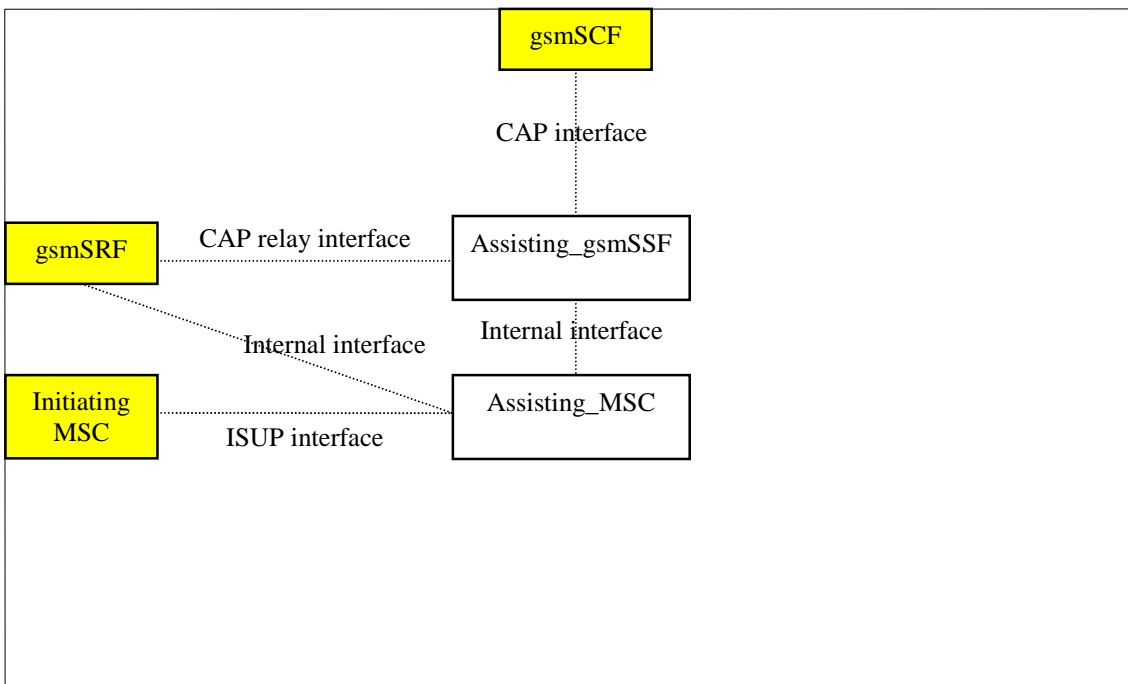 gsmSCF
CAP interface
gsmSRF
CAP relay interface
Assisting_gsmSSF
Internal interface
Internal interface
Initiating
MSC
Assisting_MSC
ISUP interface